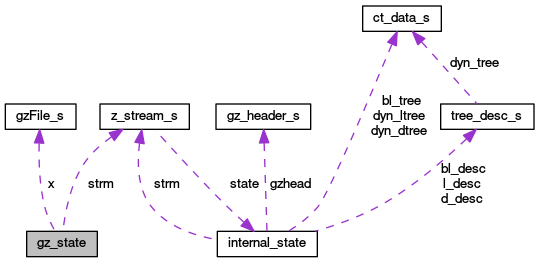 ct_data_s
dyn_tree
bl_tree
dyn_ltree
dyn_dtree
gzFile_s
z_stream_s
gz_header_s
tree_desc_s
x
strm
strm
state
gzhead
bl_desc
l_desc
d_desc
gz_state
internal_state